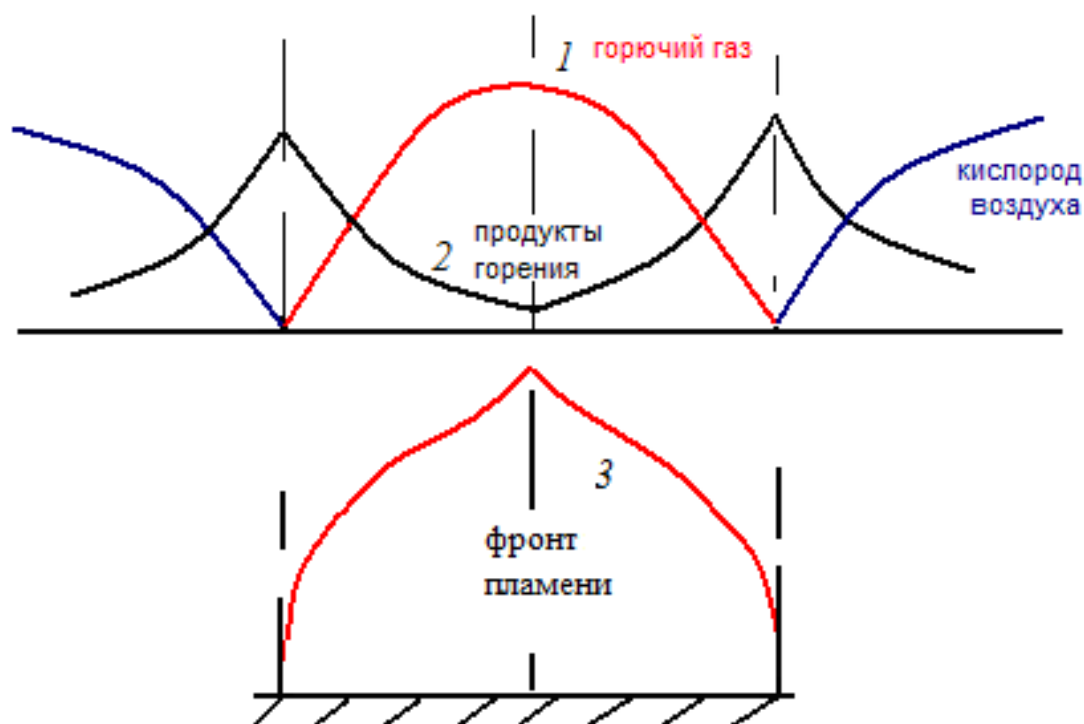 1 горючий газ
кислород
воздуха
2 продукты
горения
3
фронт
пламени